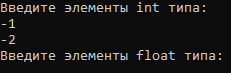 Введите элементы int типа:
-1
-2
Введите элементы float типа: